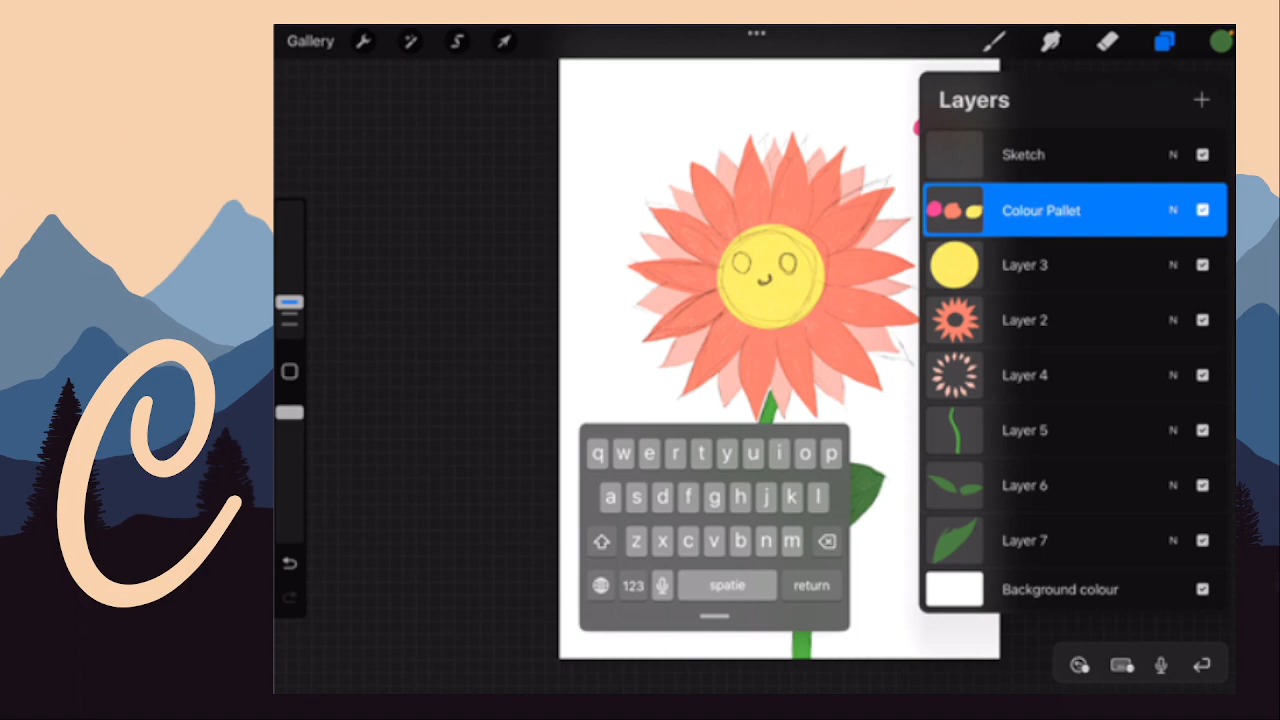 Gallery
Layers
Sketch N
Colour Pallet N
Layer 3 N
Layer 2 N
Layer 4 N
Layer 5 N
Layer 6 N
Layer 7 N
Background colour
q w e r t y u i o p
a s d f g h j k l
z x c v b n m
123 spatie return
C